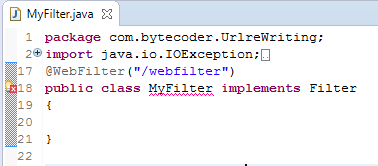 MyFilter.java
1 package com.bytecoder.UrlreWriting;
2 import java.io.IOException;
17 @WebFilter("/webfilter")
18 public class MyFilter implements Filter
19 {
20
21 }
22